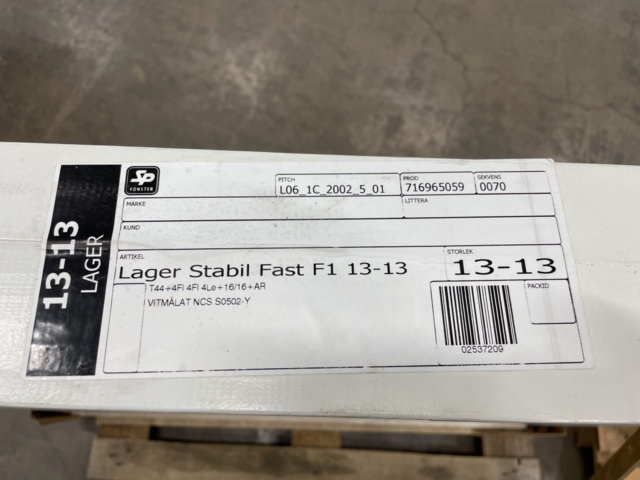 13-13
LAGER
SP
FÖNSTER
PITCH
L06_1C_2002_5_01
PROD
716965059
SEKVENS
0070
MÄRKE
LITTERA
KUND
ARTIKEL
Lager Stabil Fast F1 13-13
STORLEK
13-13
T44+4Fl 4Fl 4Le+16/16+AR
VITMÅLAT NCS S0502-Y
PACKID
02537209